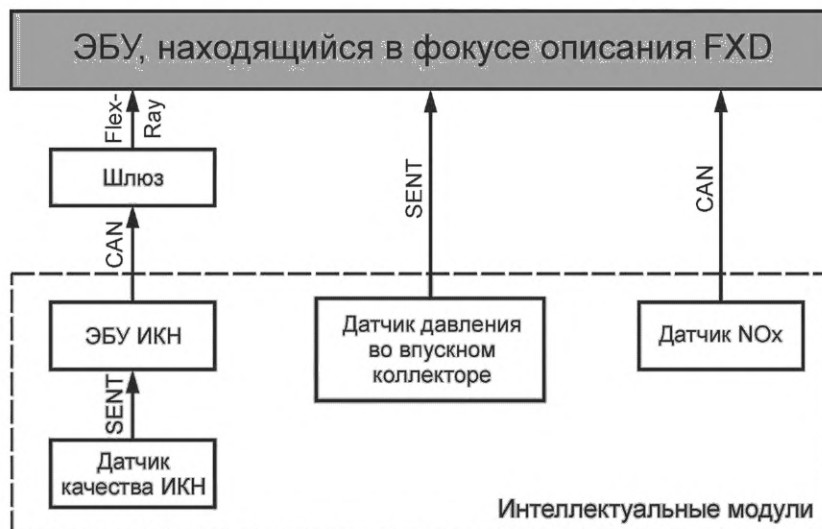 ЭБУ, находящийся в фокусе описания FXD
Flex-
Ray
SENT
CAN
Шлюз
CAN
ЭБУ ИКН
Датчик давления
во впускном
коллекторе
Датчик NOx
SENT
Датчик
качества ИКН
Интеллектуальные модули